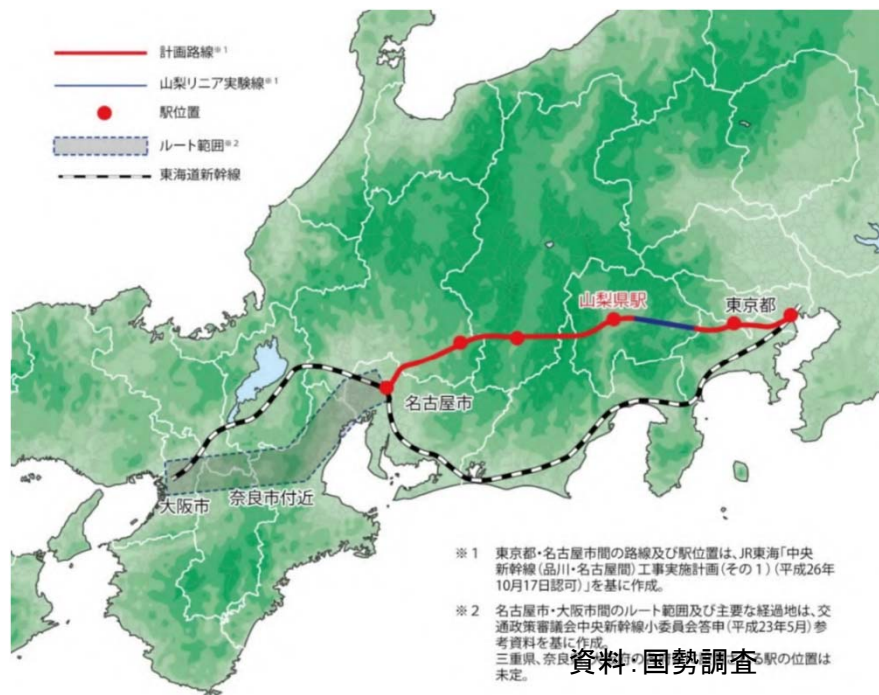 計画路線※1
山梨リニア実験線※1
駅位置
ルート範囲※2
東海道新幹線
山梨県駅
東京都
名古屋市
大阪市
奈良市付近
※1 東京都・名古屋市間の路線及び駅位置は、JR東海「中央
新幹線(品川・名古屋間)工事実施計画(その1)(平成26年
10月17日認可)」を基に作成。
※2 名古屋市・大阪市間のルート範囲及び主要な経過地は、交
通政策審議会中央新幹線小委員会答申(平成23年5月)参
考資料を基に作成。
三重県、奈良
る駅の位置は
未定。
資料:国勢調査